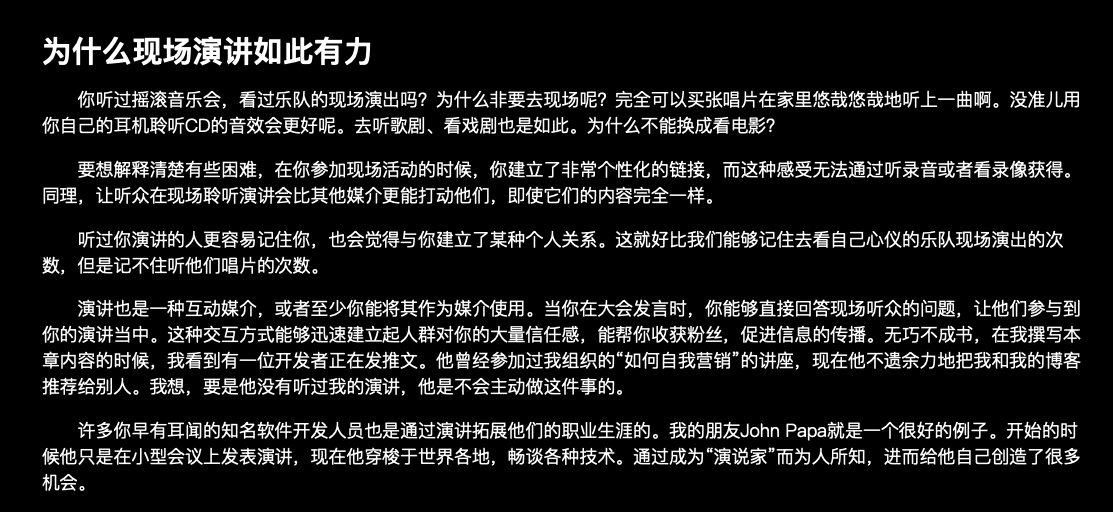 为什么现场演讲如此有力
你听过摇滚音乐会，看过乐队的现场演出吗？为什么非要去现场呢？完全可以买张唱片在家里悠哉悠哉地听上一曲啊。没准儿用
你自己的耳机聆听CD的音效会更好呢。去听歌剧、看戏剧也是如此。为什么不能换成看电影？
要想解释清楚有些困难，在你参加现场活动的时候，你建立了非常个性化的链接，而这种感受无法通过听录音或者看录像获得。
同理，让听众在现场聆听演讲会比其他媒介更能打动他们，即使它们的内容完全一样。
听过你演讲的人更容易记住你，也会觉得与你建立了某种个人关系。这就好比我们能够记住去看自己心仪的乐队现场演出的次
数，但是记不住听他们唱片的次数。
演讲也是一种互动媒介，或者至少你能将其作为媒介使用。当你在大会发言时，你能够直接回答现场听众的问题，让他们参与到
你的演讲当中。这种交互方式能够迅速建立起人群对你的大量信任感，能帮你收获粉丝，促进信息的传播。无巧不成书，在我撰写本
章内容的时候，我看到有一位开发者正在发推文。他曾经参加过我组织的“如何自我营销”的讲座，现在他不遗余力地把我和我的博客
推荐给别人。我想，要是他没有听过我的演讲，他是不会主动做这件事的。
许多你早有耳闻的知名软件开发人员也是通过演讲拓展他们的职业生涯的。我的朋友John Papa就是一个很好的例子。开始的时
候他只是在小型会议上发表演讲，现在他穿梭于世界各地，畅谈各种技术。通过成为“演说家”而为人所知，进而给他自己创造了很多
机会。